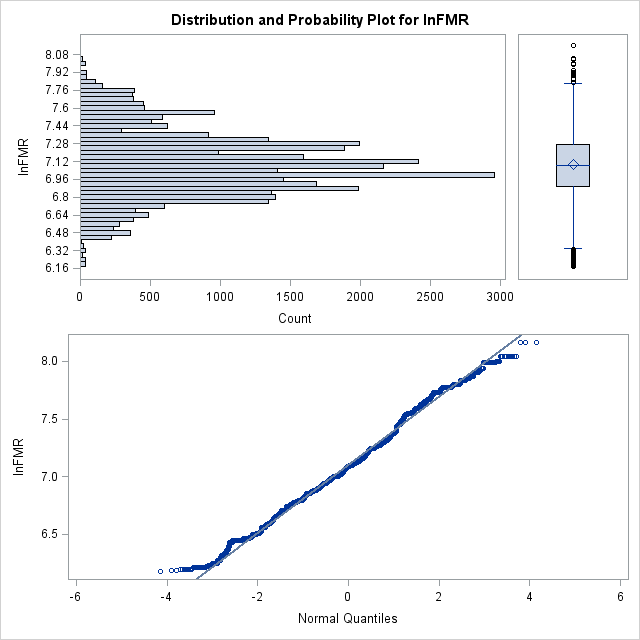 Distribution and Probability Plot for lnFMR
lnFMR
8.08
7.92
7.76
7.6
7.44
7.28
7.12
6.96
6.8
6.64
6.48
6.32
6.16
0 500 1000 1500 2000 2500 3000
Count
lnFMR
8.0
7.5
7.0
6.5
-6 -4 -2 0 2 4 6
Normal Quantiles